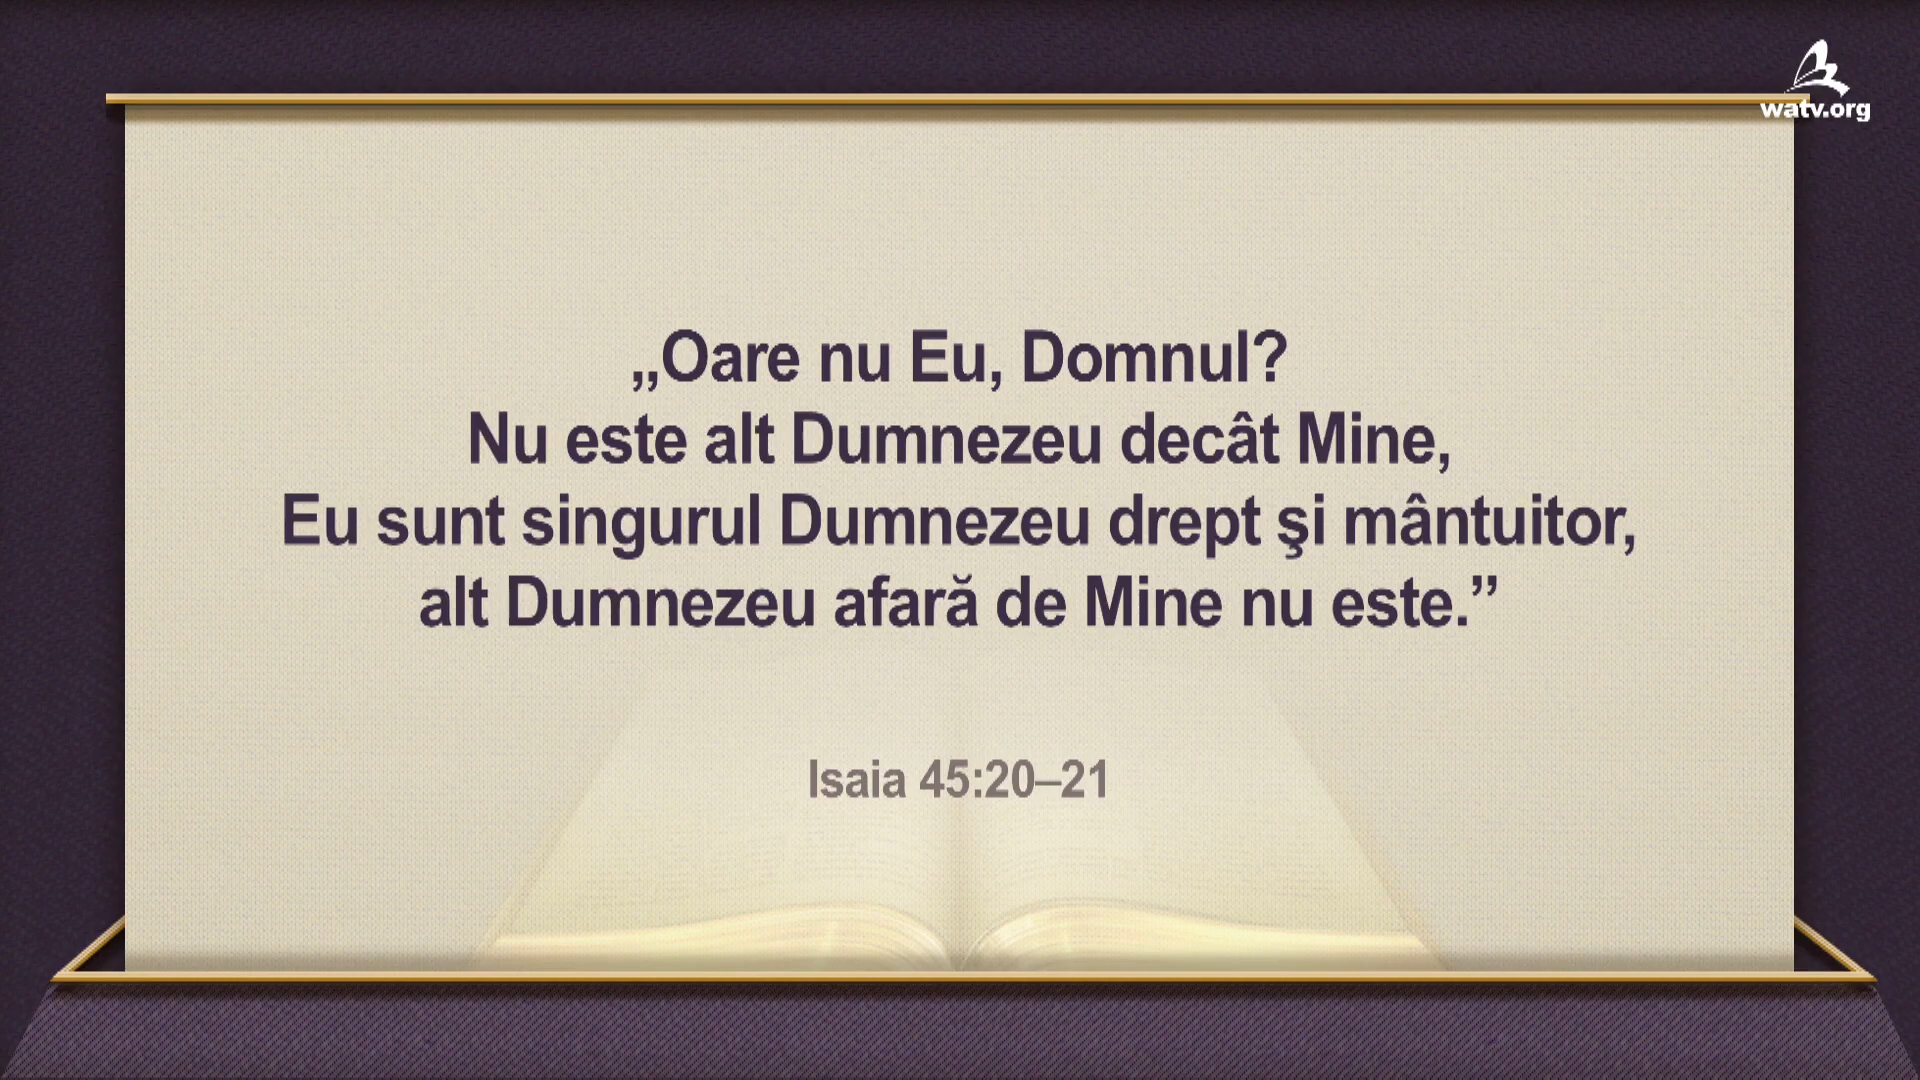 watv.org
„Oare nu Eu, Domnul?
Nu este alt Dumnezeu decât Mine,
Eu sunt singurul Dumnezeu drept şi mântuitor,
alt Dumnezeu afară de Mine nu este.”
Isaia 45:20–21